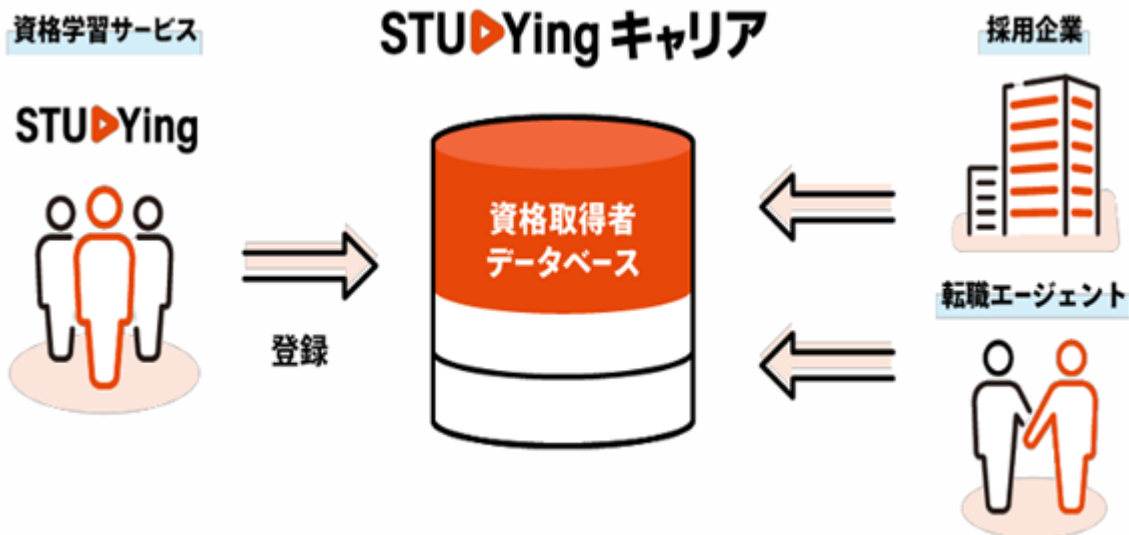 資格学習サービス
STUDYing キャリア
採用企業
STUDYing
資格取得者
データベース
転職エージェント
登録